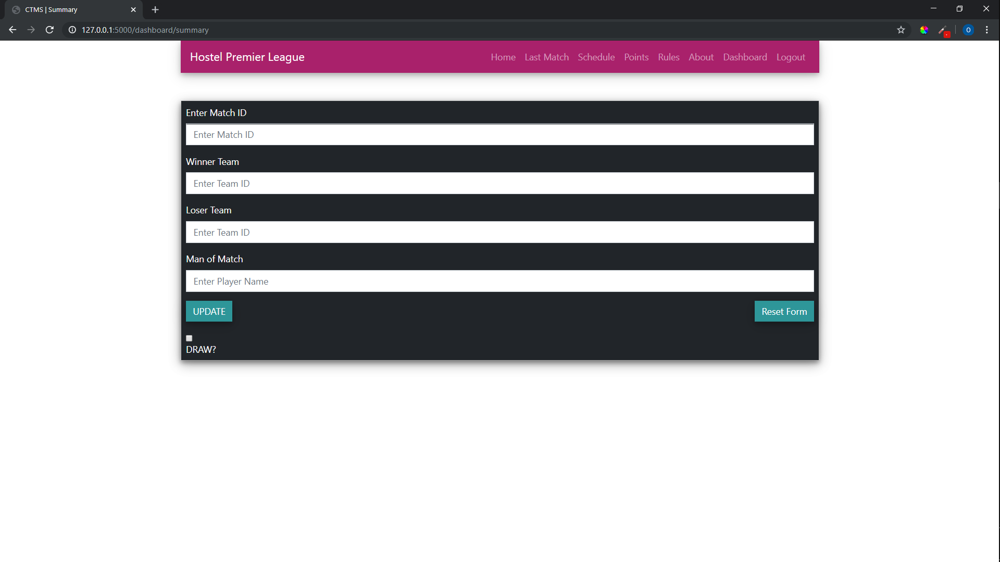 CTMS | Summary
127.0.0.1:5000/dashboard/summary
O
Hostel Premier League
Home Last Match Schedule Points Rules About Dashboard Logout
Enter Match ID
Enter Match ID
Winner Team
Enter Team ID
Loser Team
Enter Team ID
Man of Match
Enter Player Name
UPDATE Reset Form
DRAW?